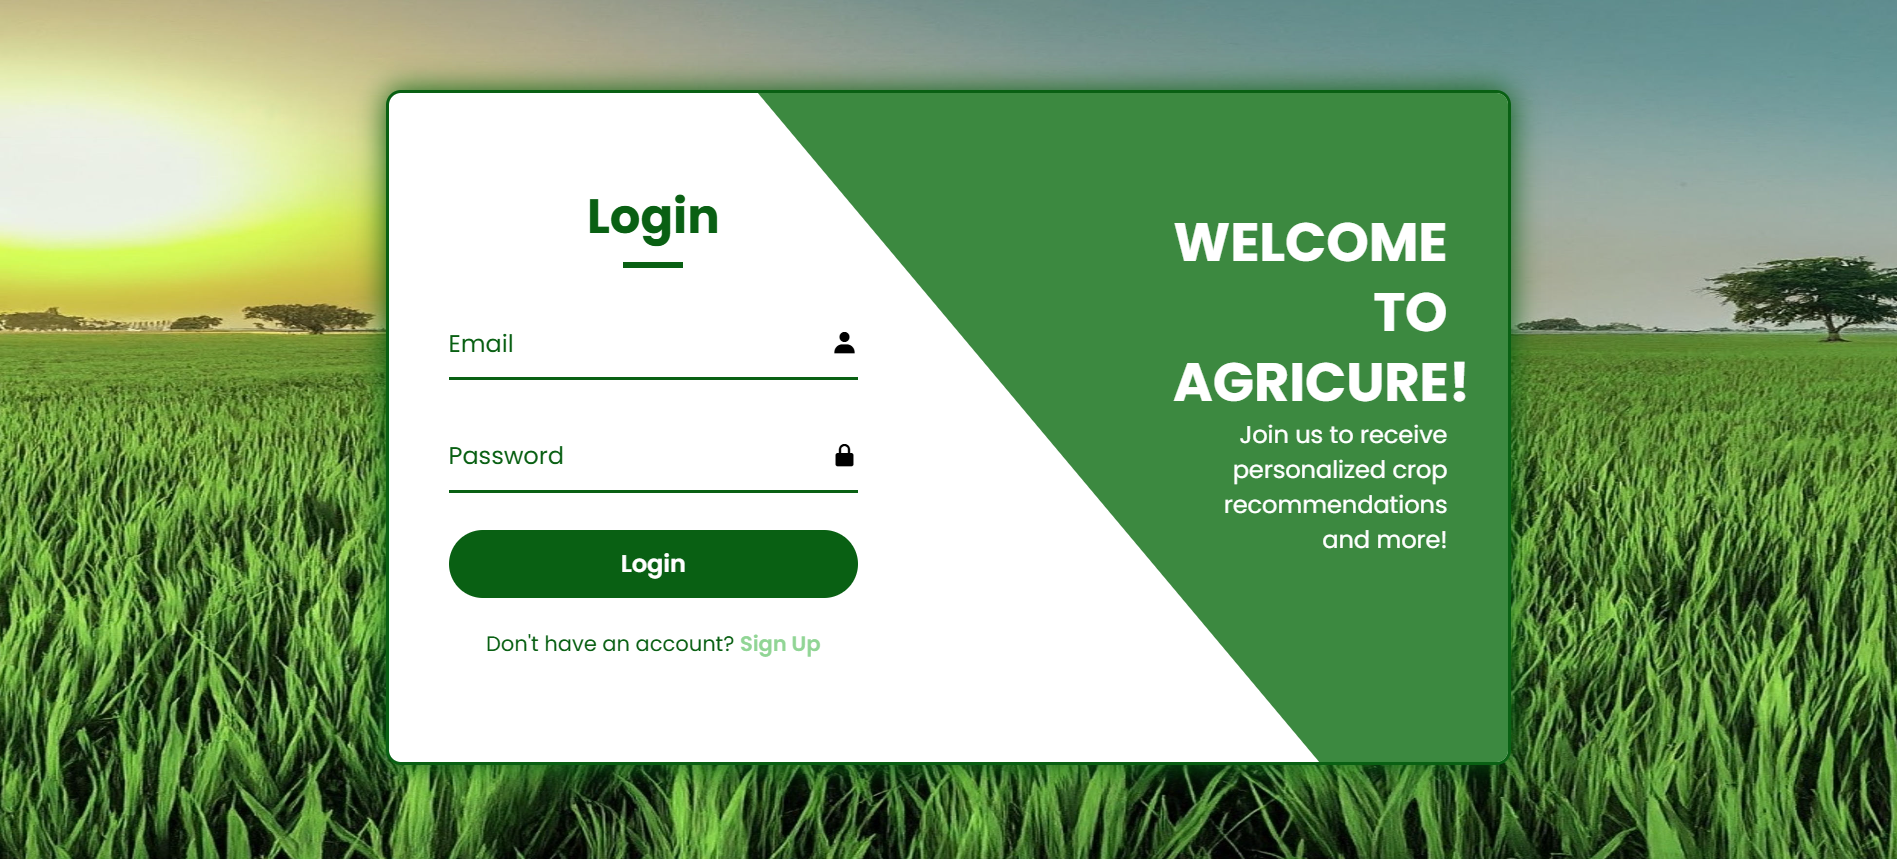 Login
Email
Password
Login
Don't have an account? Sign Up
WELCOME
TO
AGRICURE!
Join us to receive
personalized crop
recommendations
and more!